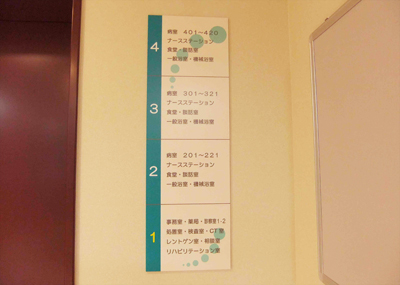 4
病室 401~420
ナースステーション
食堂・談話室
一般浴室・機械浴室
3
病室 301~321
ナースステーション
食堂・談話室
一般浴室・機械浴室
2
病室 201~221
ナースステーション
食堂・談話室
一般浴室・機械浴室
1
事務室・薬局・診察室1・2
処置室・検査室・CT室
レントゲン室・相談室
リハビリテーション室